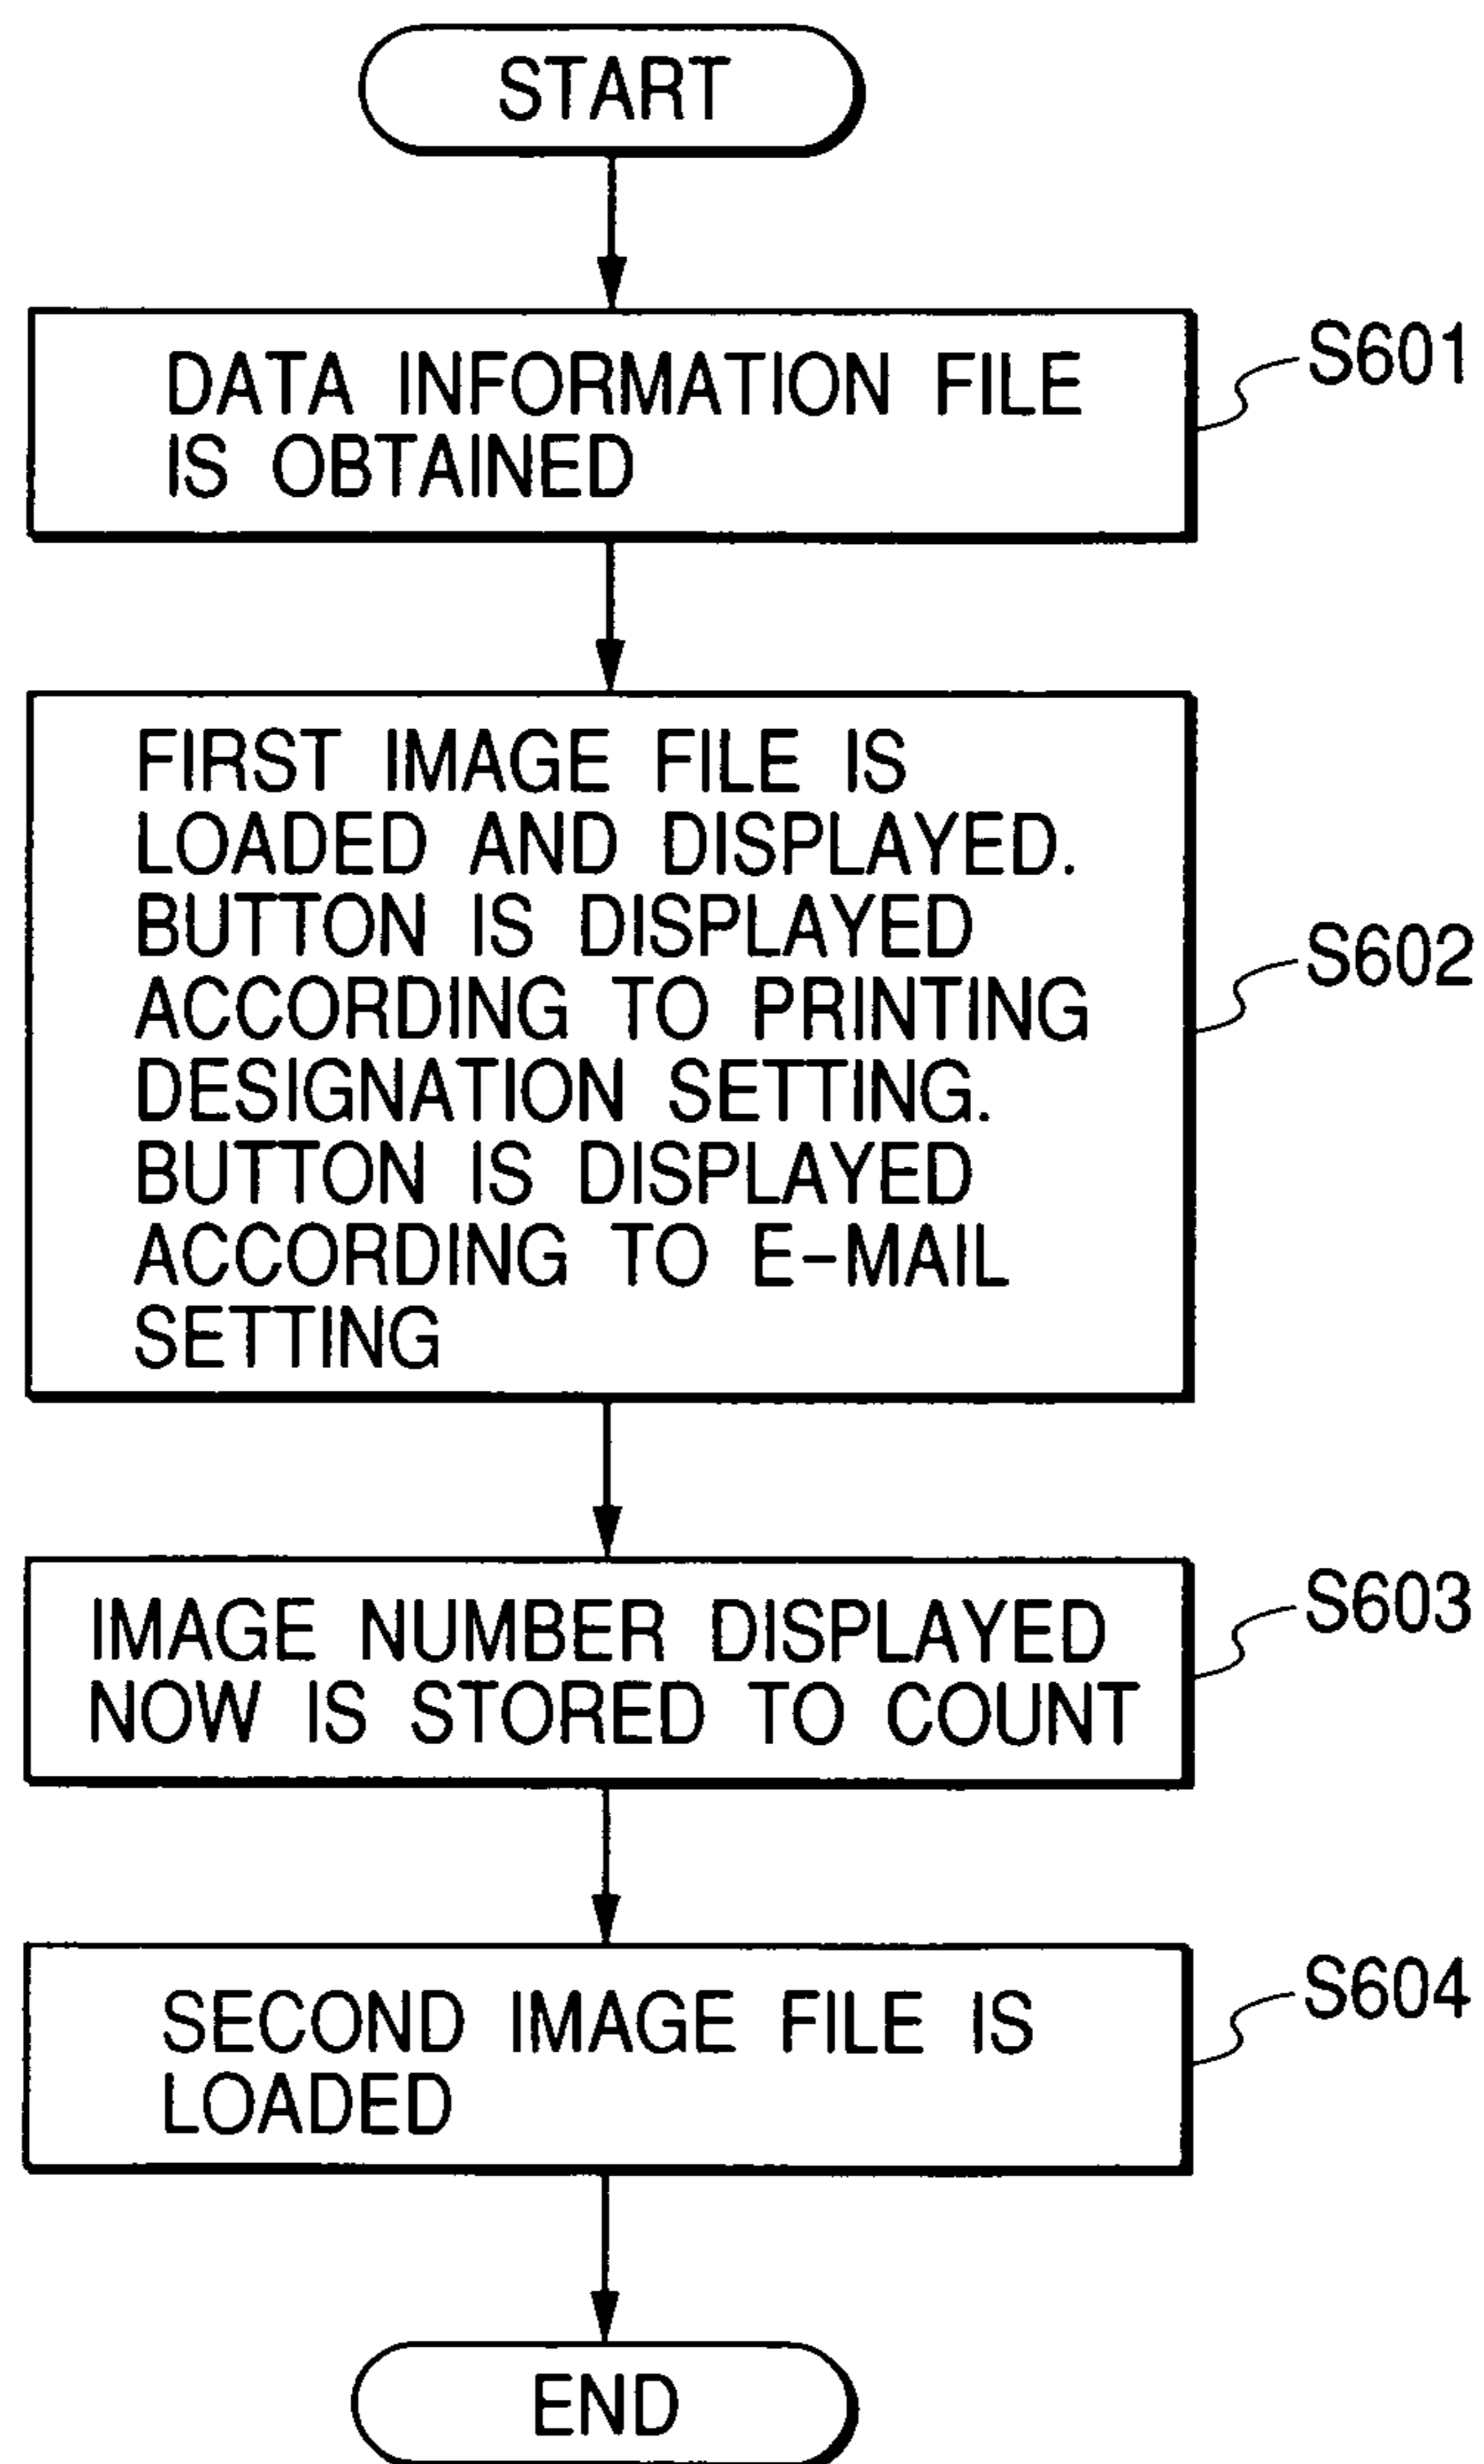 START
DATA INFORMATION FILE
IS OBTAINED
S601
FIRST IMAGE FILE IS
LOADED AND DISPLAYED.
BUTTON IS DISPLAYED
ACCORDING TO PRINTING
DESIGNATION SETTING.
BUTTON IS DISPLAYED
ACCORDING TO E-MAIL
SETTING
S602
IMAGE NUMBER DISPLAYED
NOW IS STORED TO COUNT
S603
SECOND IMAGE FILE IS
LOADED
S604
END